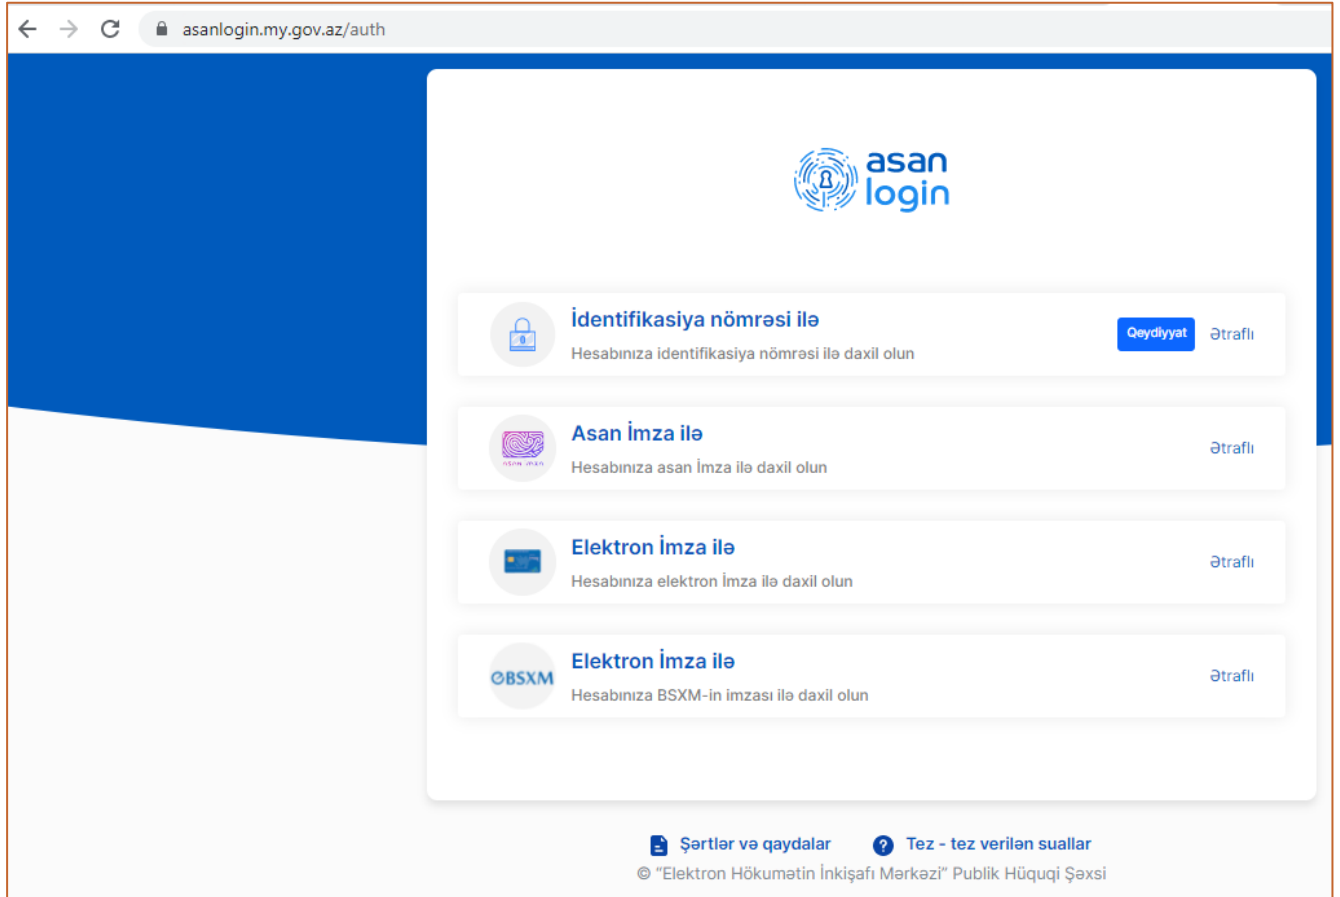 asanlogin.my.gov.az/auth
asan
login
İdentifikasiya nömrəsi ilə
Hesabınıza identifikasiya nömrəsi ilə daxil olun
Qeydiyyat
Ətraflı
asan imza
Asan İmza ilə
Hesabınıza asan İmza ilə daxil olun
Ətraflı
Elektron İmza ilə
Hesabınıza elektron İmza ilə daxil olun
Ətraflı
BSXM
Elektron İmza ilə
Hesabınıza BSXM-in imzası ilə daxil olun
Ətraflı
Şərtlər və qaydalar
Tez - tez verilən suallar
© “Elektron Hökumətin İnkişafı Mərkəzi” Publik Hüquqi Şəxsi